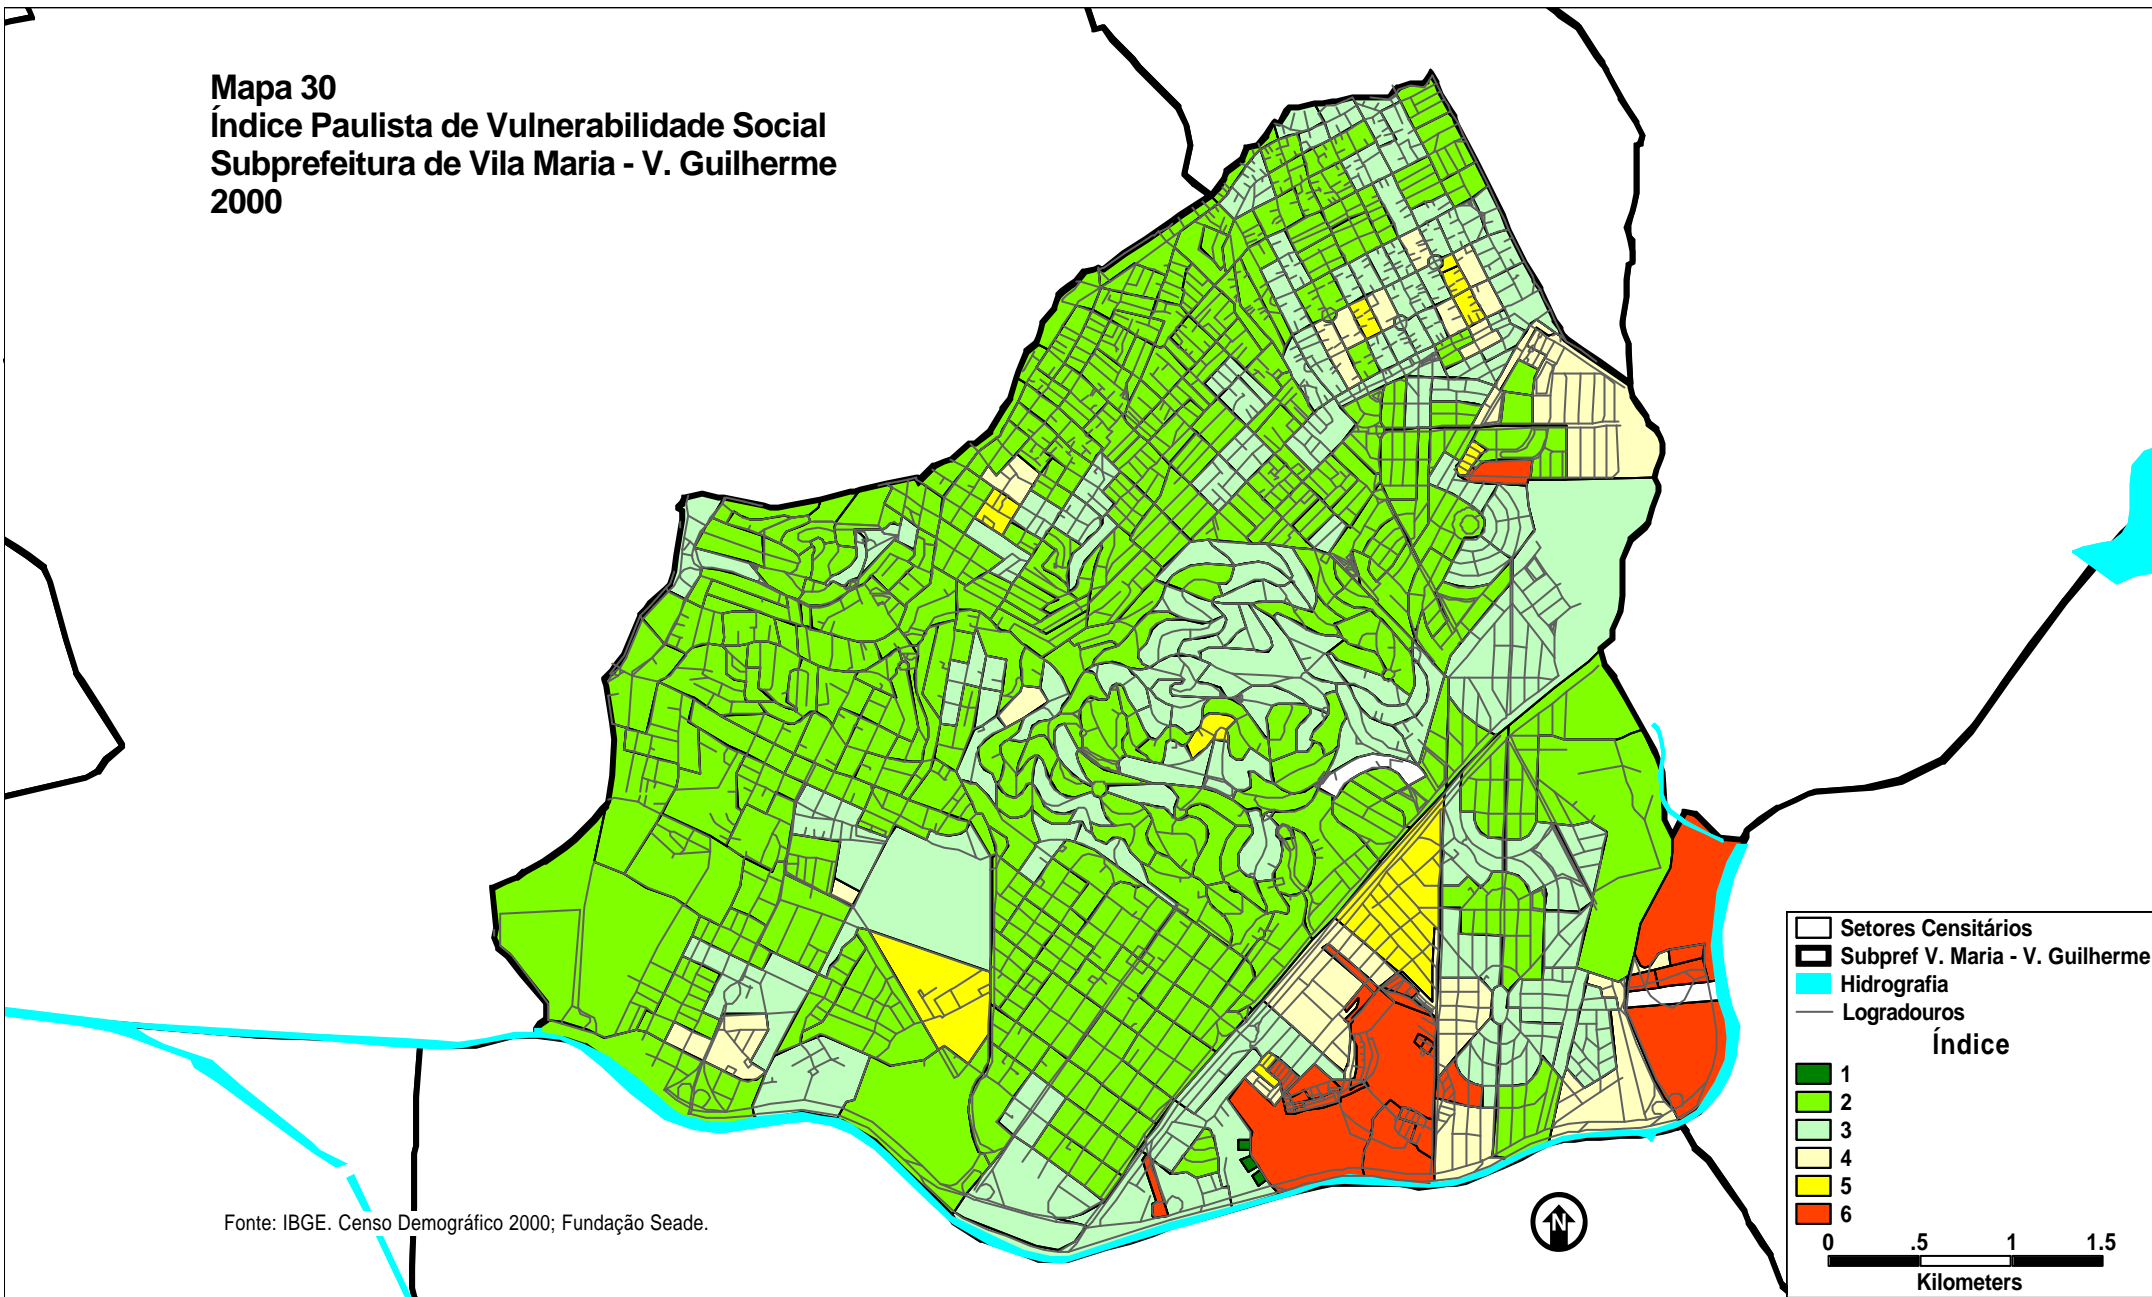 Mapa 30
Índice Paulista de Vulnerabilidade Social
Subprefeitura de Vila Maria - V. Guilherme
2000
Setores Censitários
Subpref V. Maria - V. Guilherme
Hidrografia
Logradouros
Índice
1
2
3
4
5
6
0 .5 1 1.5
Kilometers
N
Fonte: IBGE. Censo Demográfico 2000; Fundação Seade.